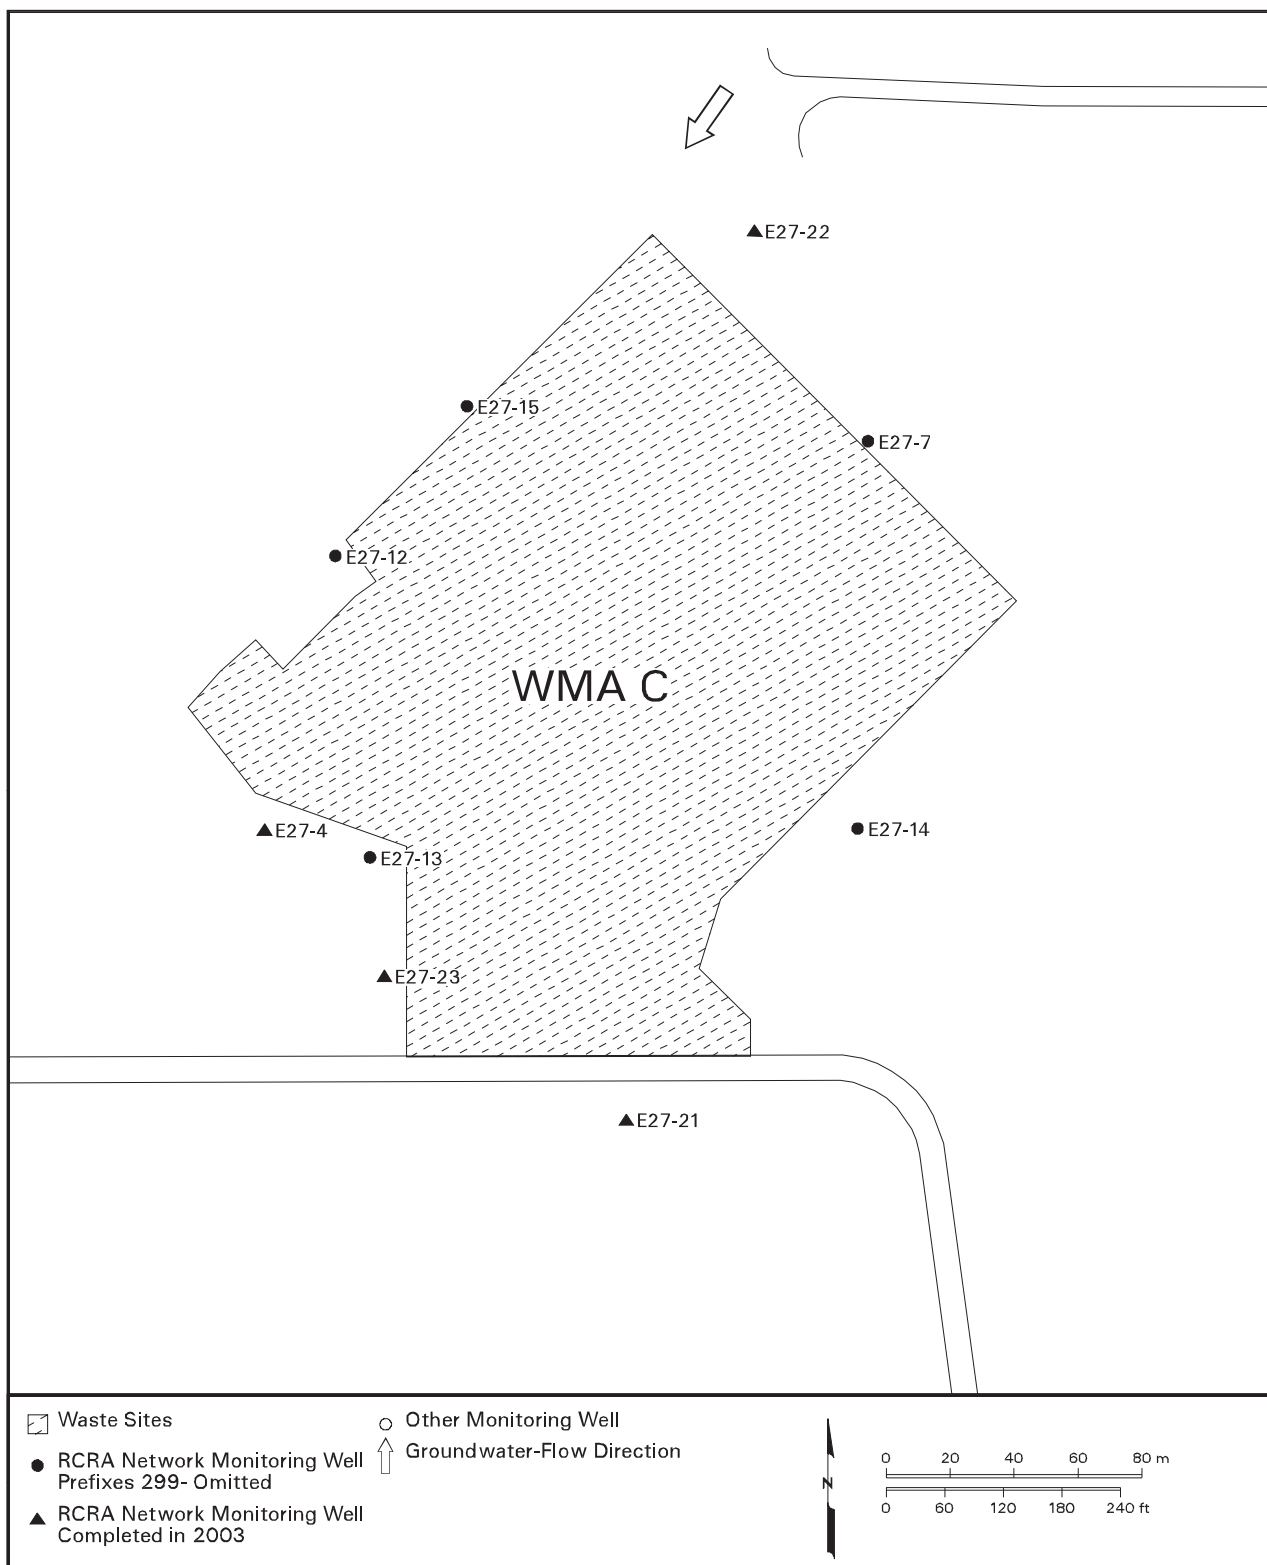 E27-22
E27-15
E27-7
E27-12
WMA C
E27-4
E27-14
E27-13
E27-23
E27-21
Waste Sites
RCRA Network Monitoring Well
Prefixes 299- Omitted
RCRA Network Monitoring Well
Completed in 2003
Other Monitoring Well
Groundwater-Flow Direction
N
0 20 40 60 80 m
0 60 120 180 240 ft